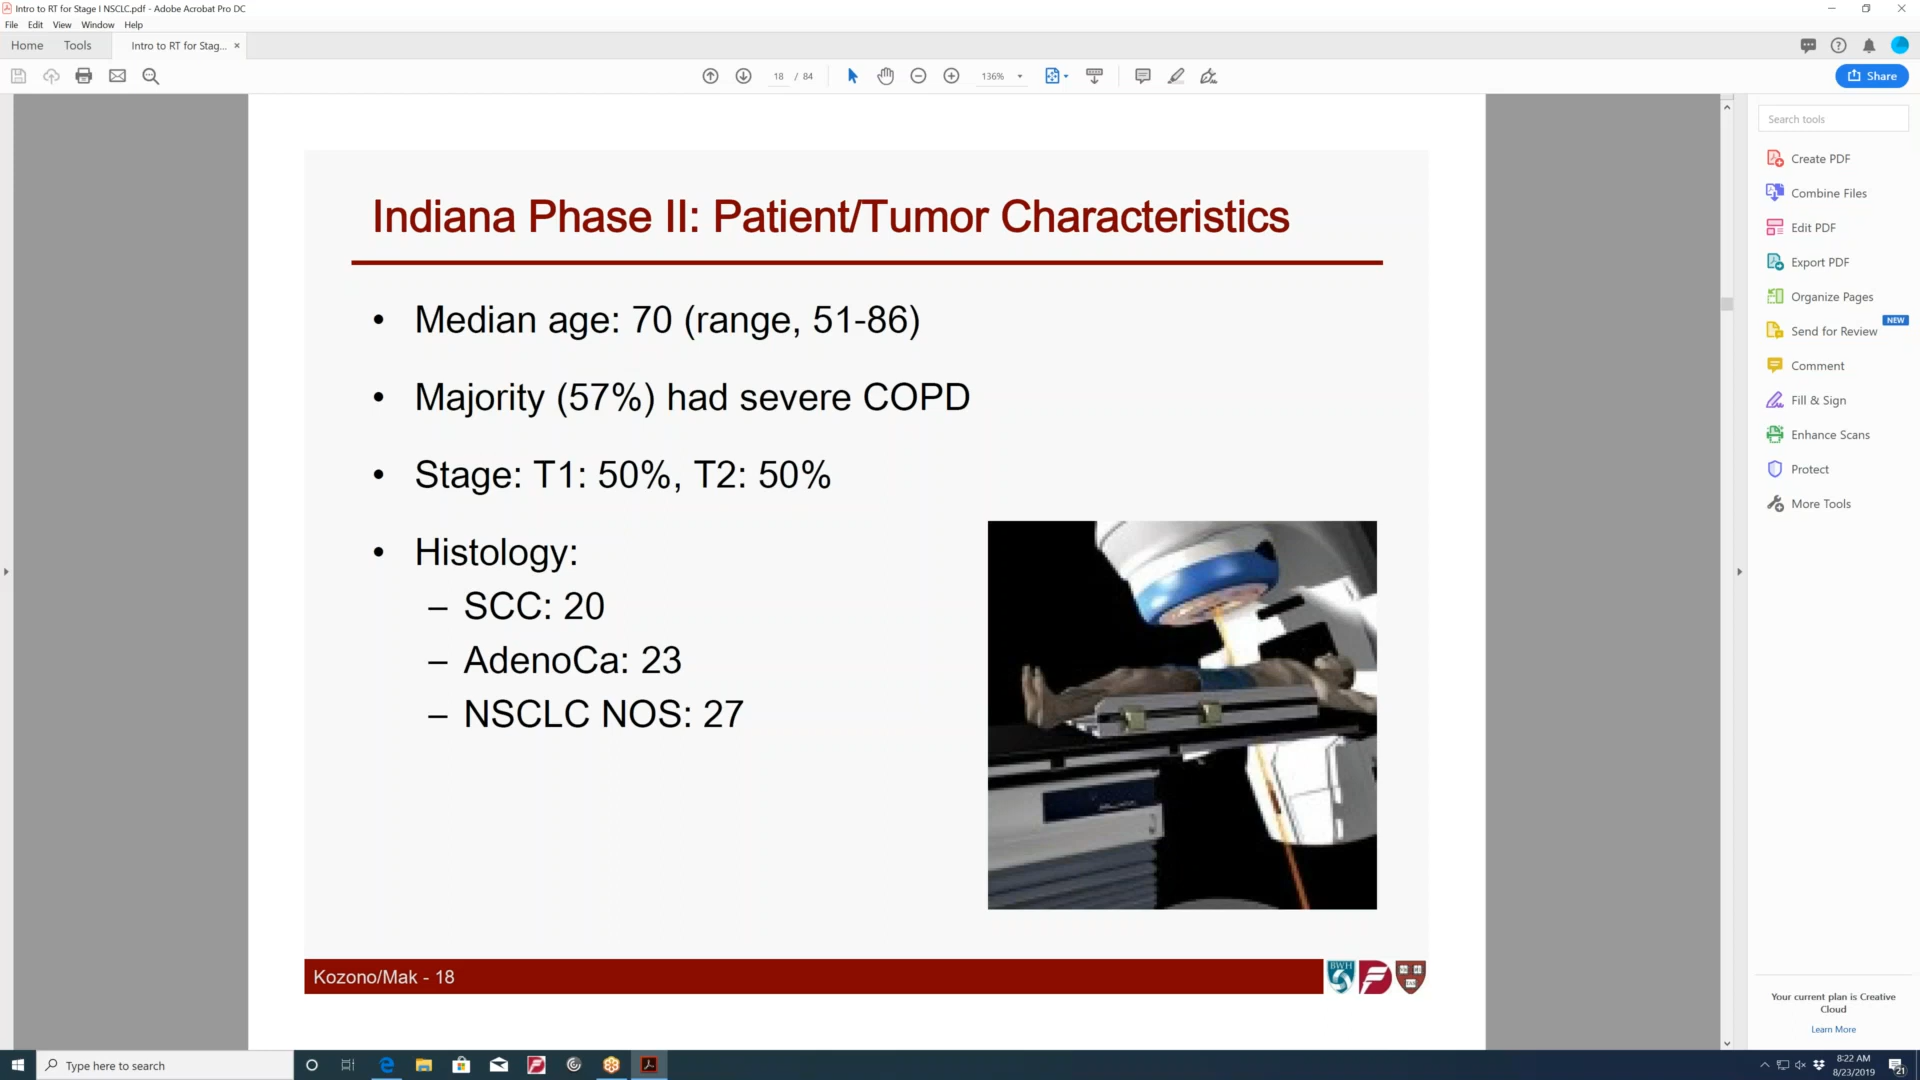 Intro to RT for Stage I NSCLC.pdf - Adobe Acrobat Pro DC
File Edit View Window Help
Home Tools Intro to RT for Stag... ×
18 / 84 136%
Share
Search tools
Create PDF
Combine Files
Edit PDF
Export PDF
Organize Pages
Send for Review NEW
Comment
Fill & Sign
Enhance Scans
Protect
More Tools
Indiana Phase II: Patient/Tumor Characteristics
• Median age: 70 (range, 51-86)
• Majority (57%) had severe COPD
• Stage: T1: 50%, T2: 50%
• Histology:
– SCC: 20
– AdenoCa: 23
– NSCLC NOS: 27
Kozono/Mak - 18
BWH
Your current plan is Creative
Cloud
Learn More
Type here to search
8:22 AM
8/23/2019
21